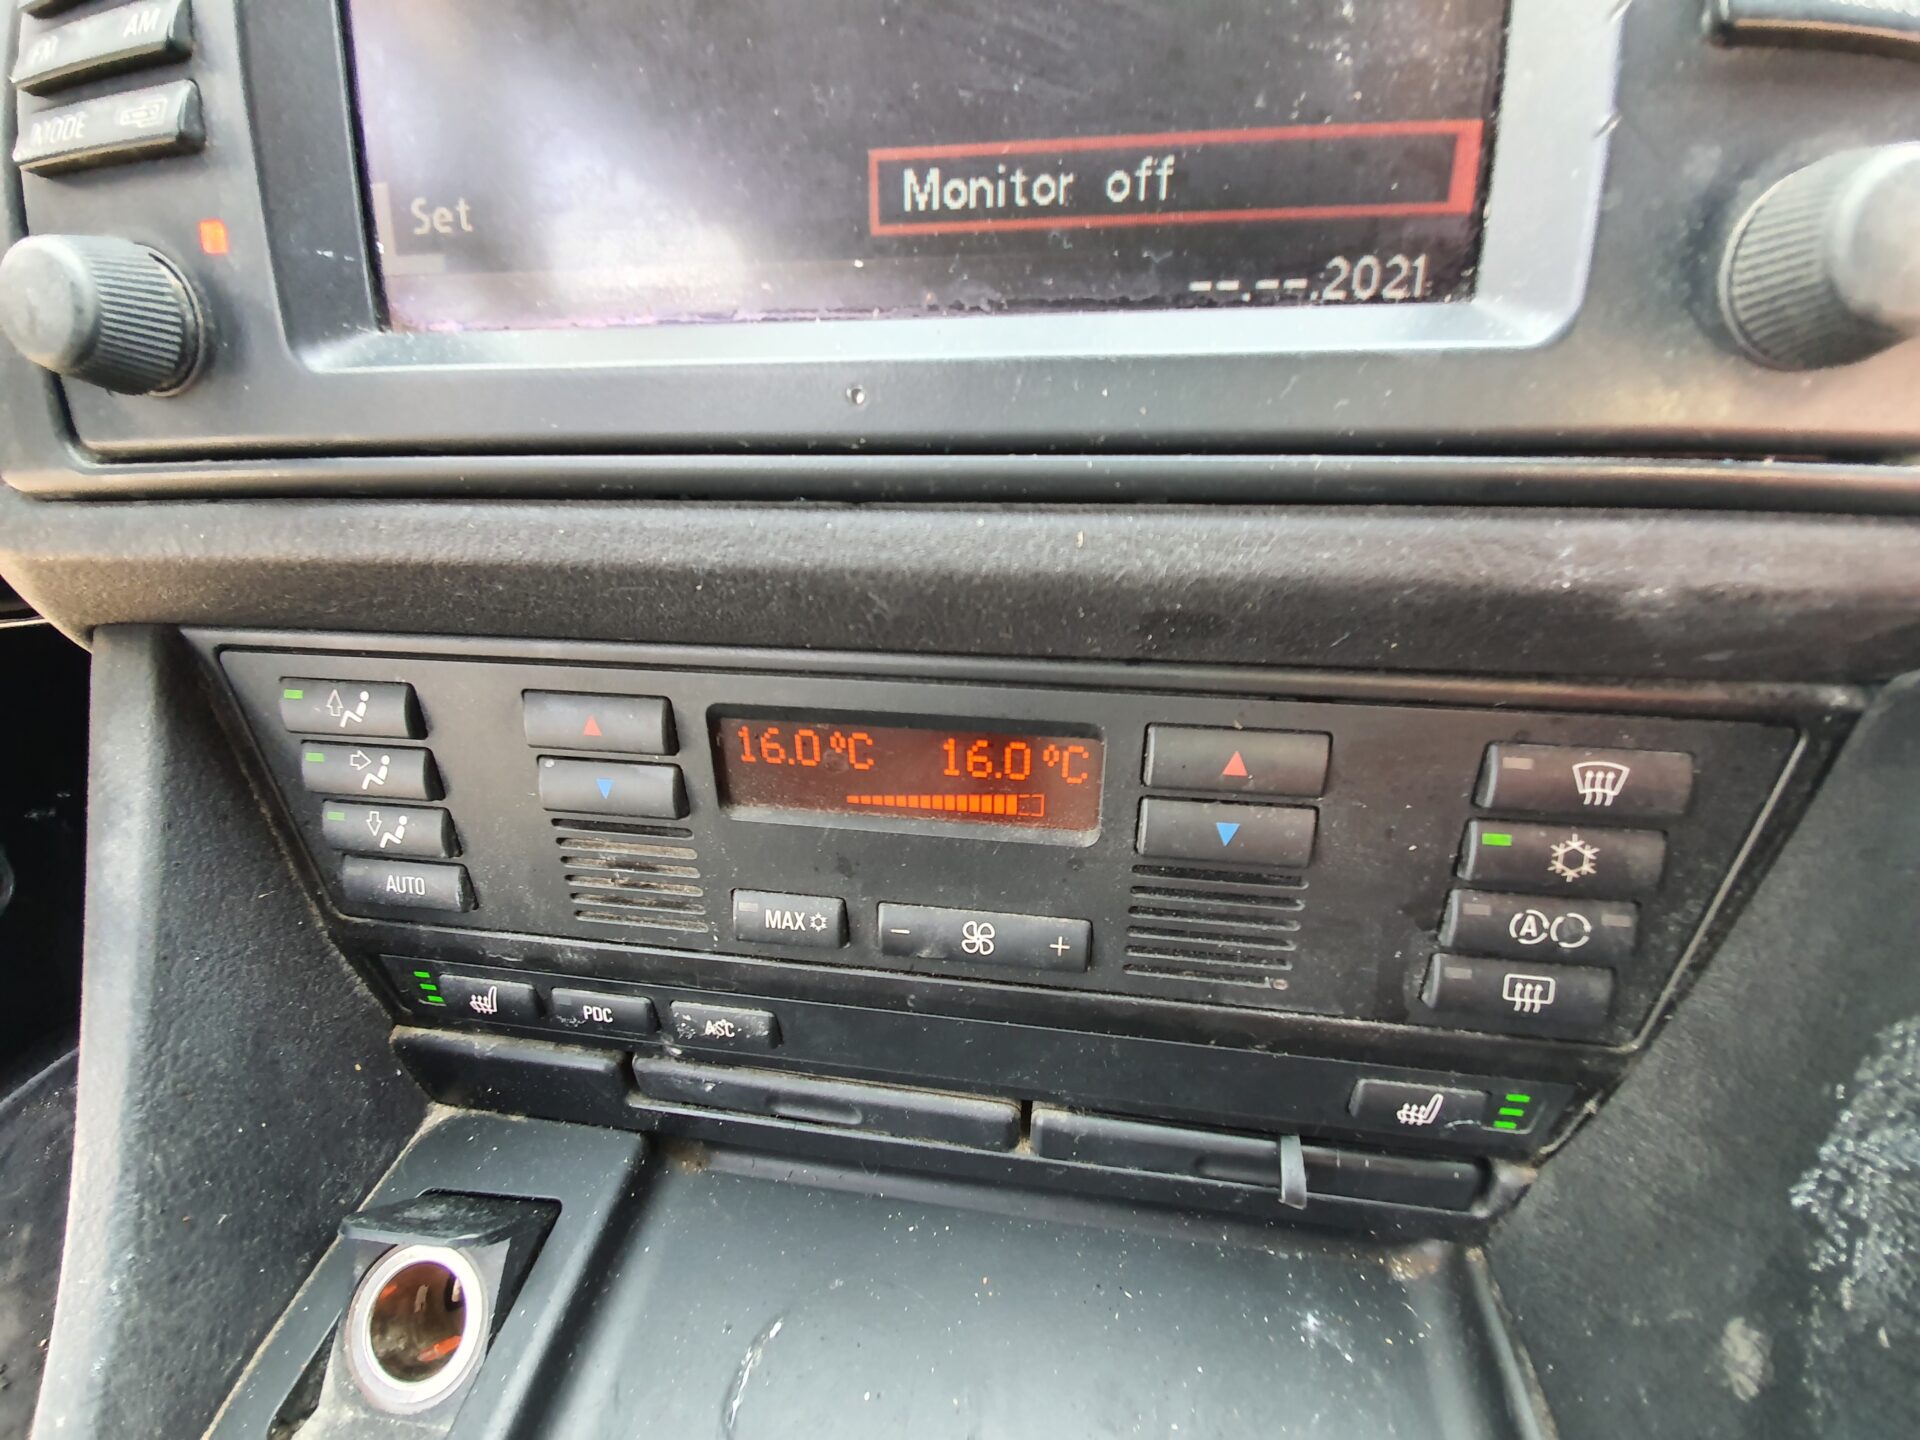 AM
FM
MODE
Set
Monitor off
--.--.2021
16.0°C 16.0°C
AUTO
MAX
- +
A
PDC
ASC